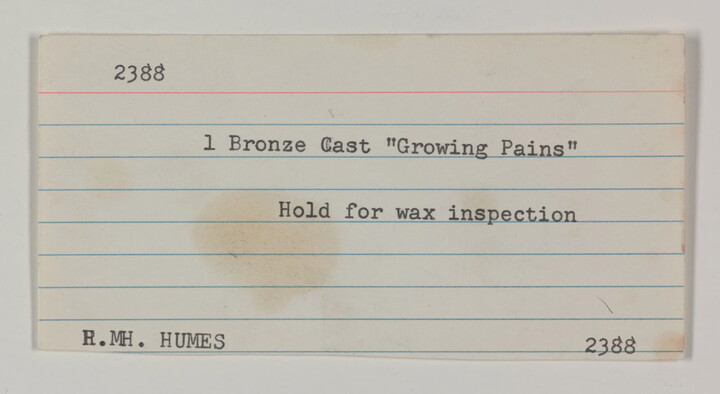 2388
1 Bronze Cast "Growing Pains"
Hold for wax inspection
R.MH. HUMES
2388